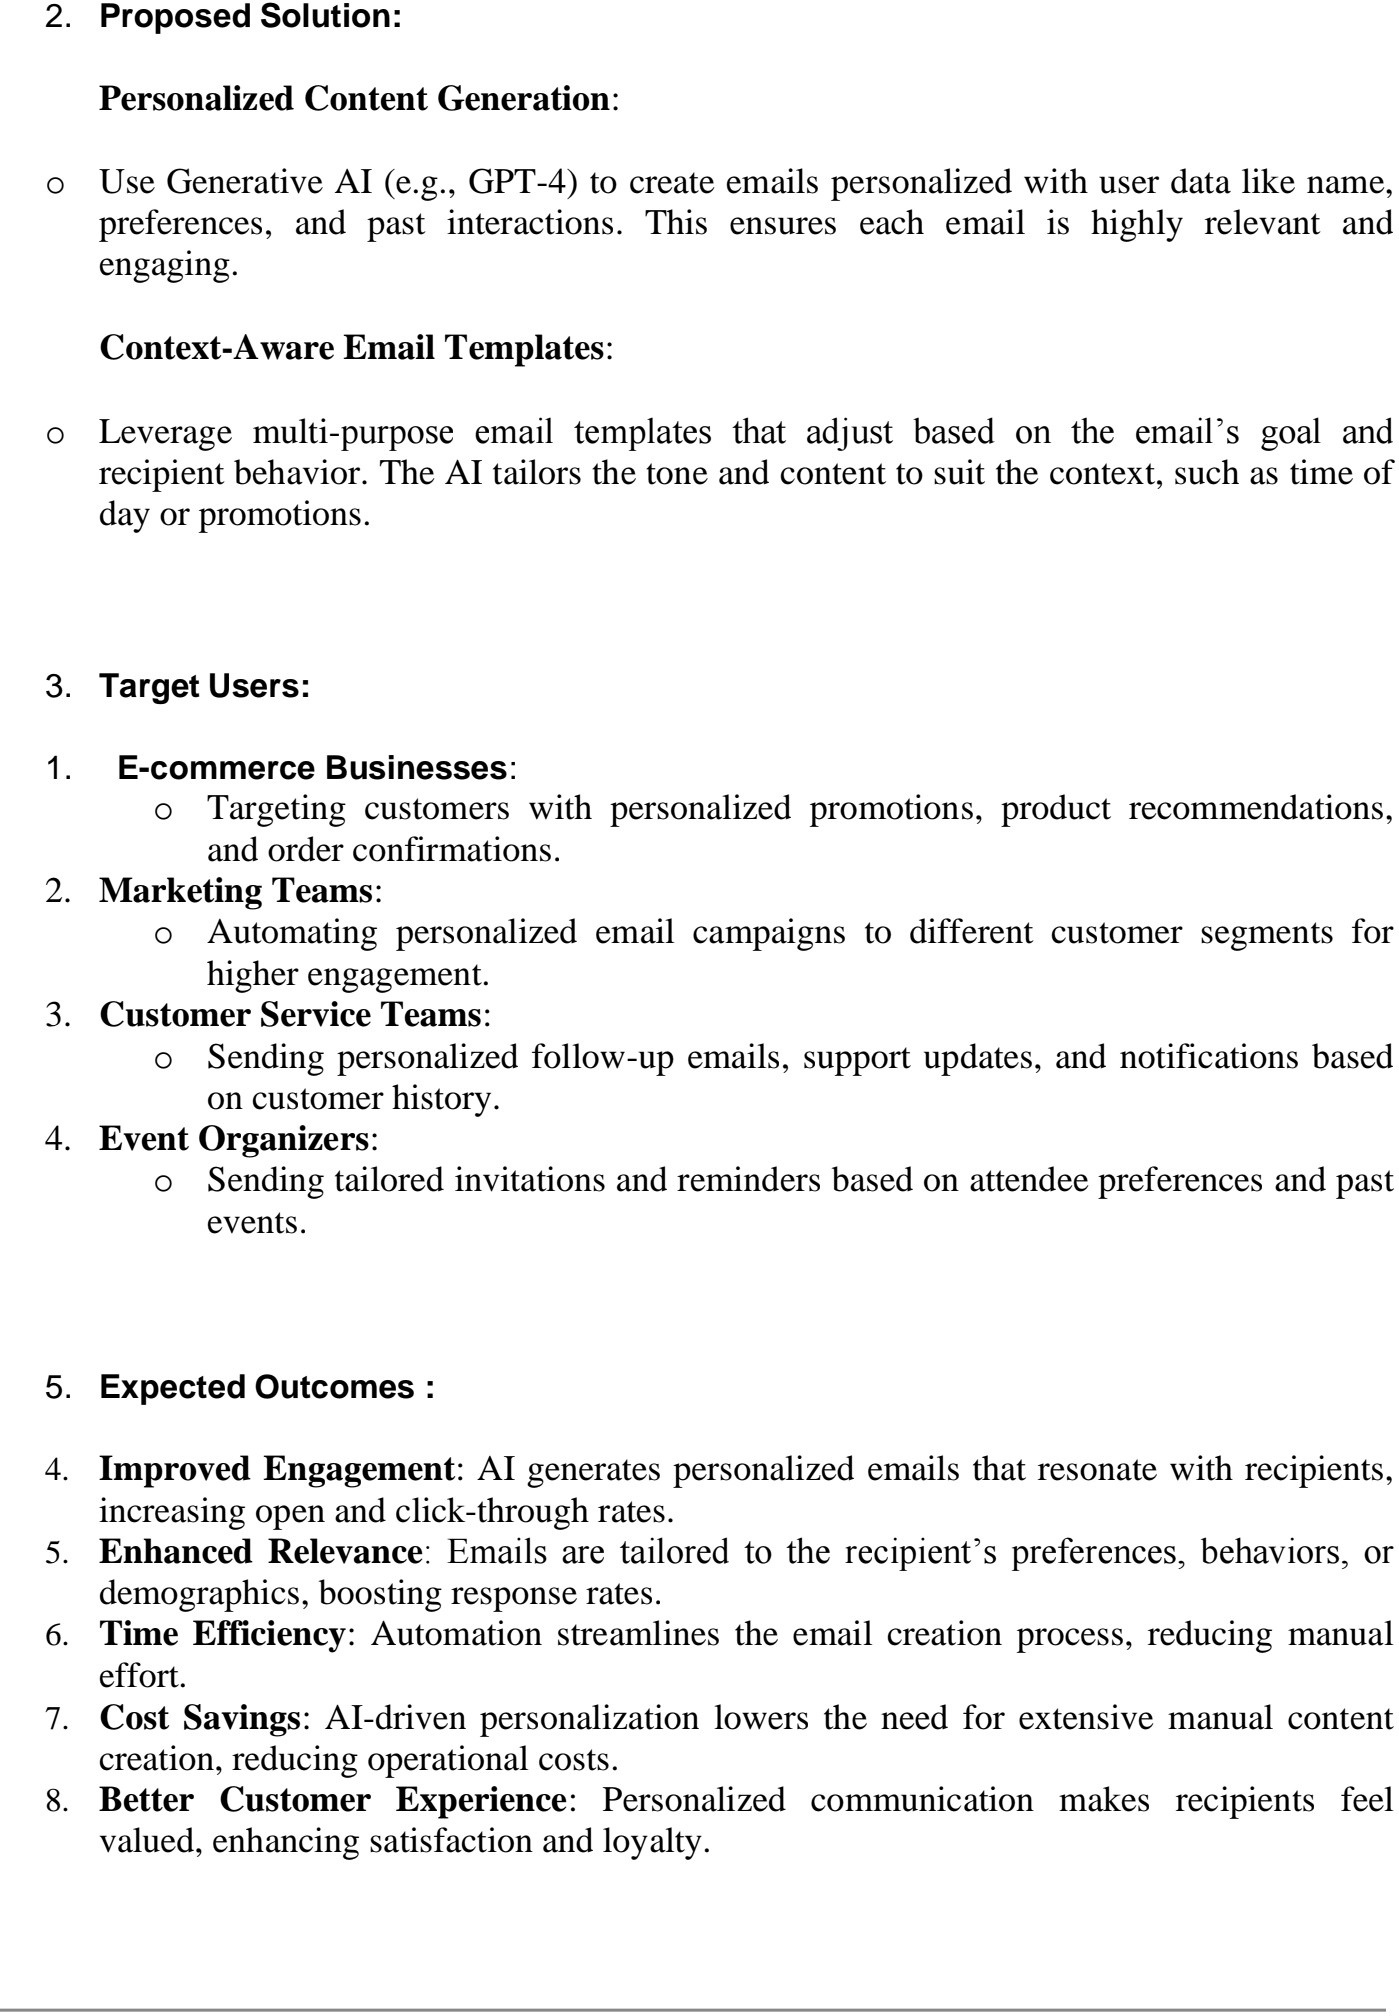 2. Proposed Solution:
Personalized Content Generation:
o Use Generative AI (e.g., GPT-4) to create emails personalized with user data like name,
preferences, and past interactions. This ensures each email is highly relevant and
engaging.
Context-Aware Email Templates:
o Leverage multi-purpose email templates that adjust based on the email’s goal and
recipient behavior. The AI tailors the tone and content to suit the context, such as time of
day or promotions.
3. Target Users:
1. E-commerce Businesses:
o Targeting customers with personalized promotions, product recommendations,
and order confirmations.
2. Marketing Teams:
o Automating personalized email campaigns to different customer segments for
higher engagement.
3. Customer Service Teams:
o Sending personalized follow-up emails, support updates, and notifications based
on customer history.
4. Event Organizers:
o Sending tailored invitations and reminders based on attendee preferences and past
events.
5. Expected Outcomes :
4. Improved Engagement: AI generates personalized emails that resonate with recipients,
increasing open and click-through rates.
5. Enhanced Relevance: Emails are tailored to the recipient’s preferences, behaviors, or
demographics, boosting response rates.
6. Time Efficiency: Automation streamlines the email creation process, reducing manual
effort.
7. Cost Savings: AI-driven personalization lowers the need for extensive manual content
creation, reducing operational costs.
8. Better Customer Experience: Personalized communication makes recipients feel
valued, enhancing satisfaction and loyalty.